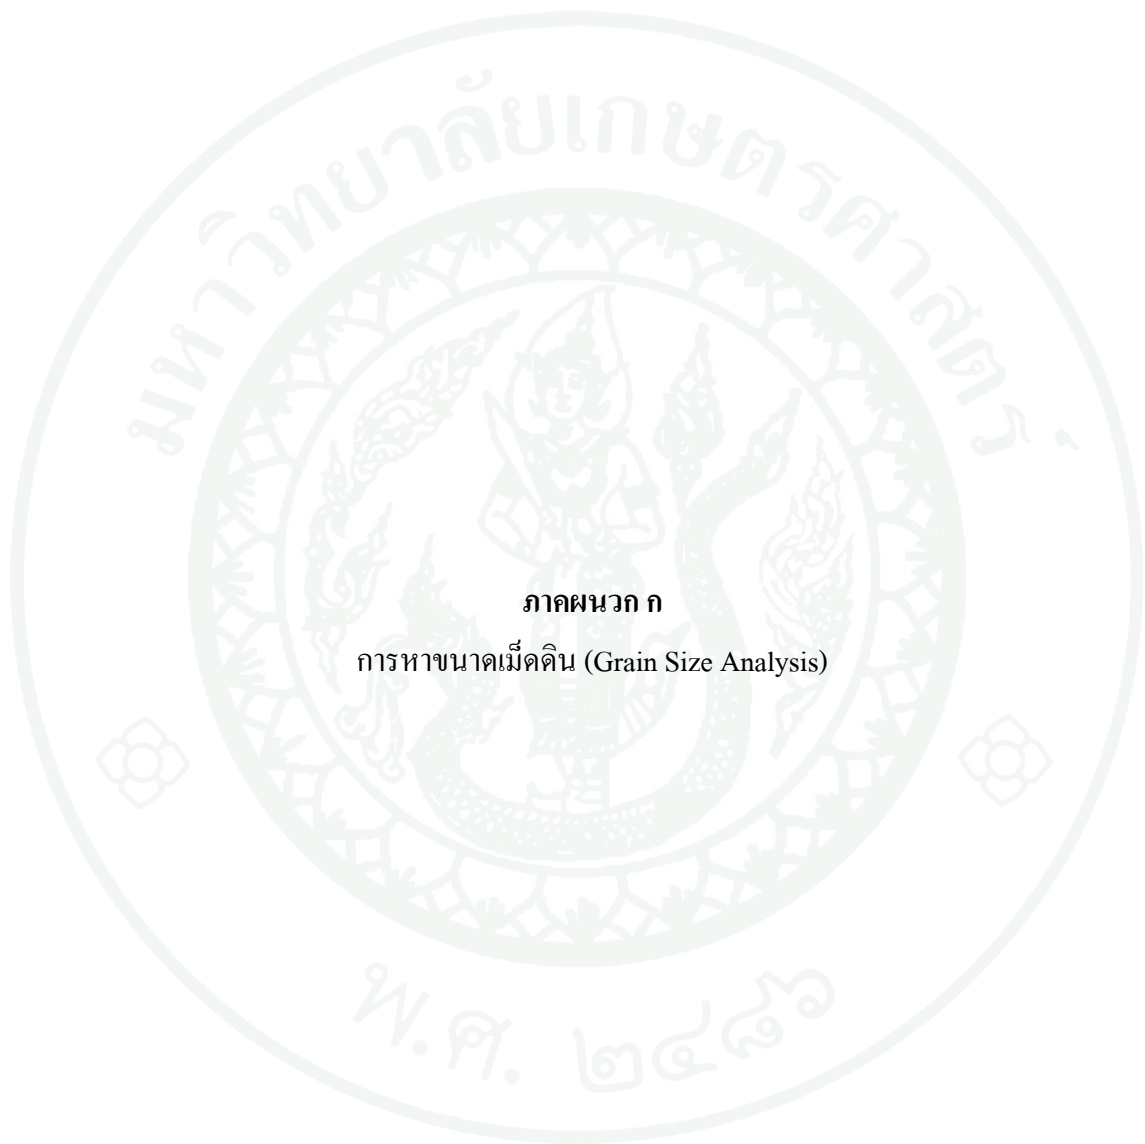 มหาวิทยาลัยเกษตรศาสตร์
ภาคผนวก ก
การหาขนาดเม็ดดิน (Grain Size Analysis)
พ.ศ. ๒๔๘๖